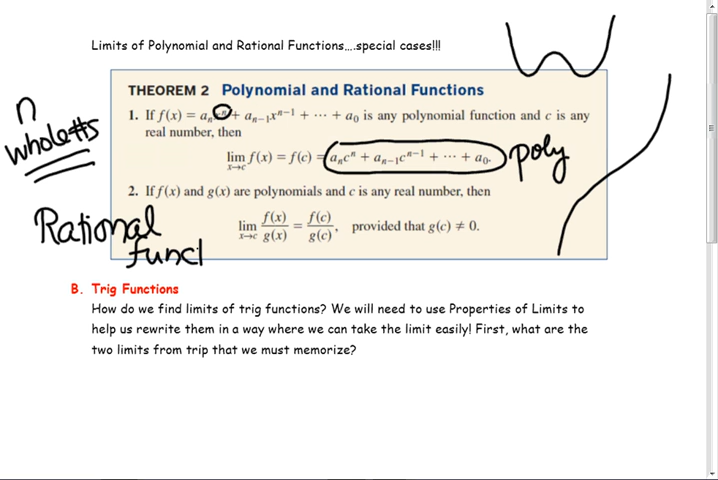 Limits of Polynomial and Rational Functions....special cases!!!
THEOREM 2 Polynomial and Rational Functions
1. If f(x) = aₙxⁿ + aₙ₋₁xⁿ⁻¹ + ⋯ + a₀ is any polynomial function and c is any
real number, then
lim x→c f(x) = f(c) = aₙcⁿ + aₙ₋₁cⁿ⁻¹ + ⋯ + a₀.
poly
n
whole #s
2. If f(x) and g(x) are polynomials and c is any real number, then
lim x→c f(x)/g(x) = f(c)/g(c), provided that g(c) ≠ 0.
Rational
funcl
B. Trig Functions
How do we find limits of trig functions? We will need to use Properties of Limits to
help us rewrite them in a way where we can take the limit easily! First, what are the
two limits from trip that we must memorize?